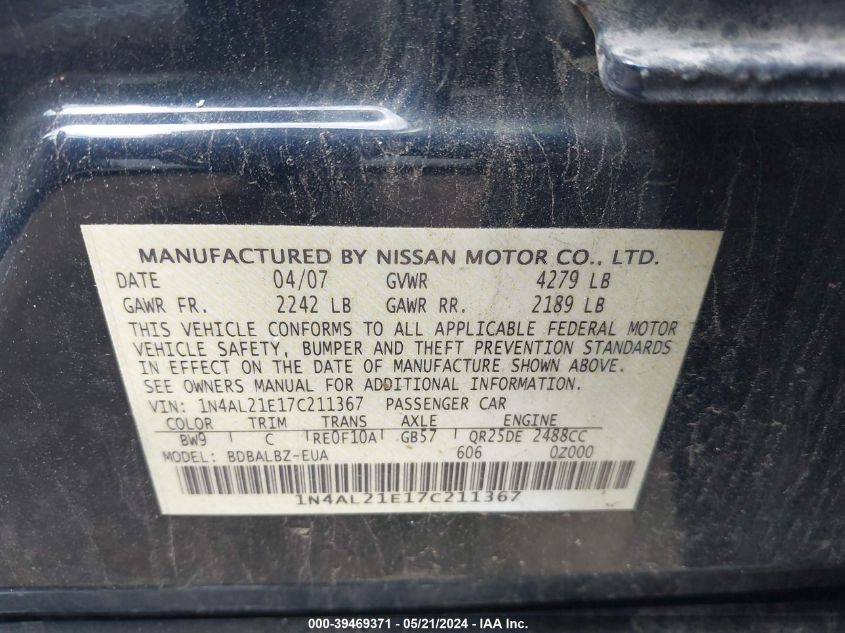 MANUFACTURED BY NISSAN MOTOR CO., LTD.
DATE 04/07 GVWR 4279 LB
GAWR FR. 2242 LB GAWR RR. 2189 LB
THIS VEHICLE CONFORMS TO ALL APPLICABLE FEDERAL MOTOR
VEHICLE SAFETY, BUMPER AND THEFT PREVENTION STANDARDS
IN EFFECT ON THE DATE OF MANUFACTURE SHOWN ABOVE.
SEE OWNERS MANUAL FOR ADDITIONAL INFORMATION.
VIN: 1N4AL21E17C211367 PASSENGER CAR
COLOR TRIM TRANS AXLE ENGINE
BW9 C RE0F10A GB57 QR25DE 2488CC
MODEL: BDBALBZ-EUA 606 0Z000
1N4AL21E17C211367
000-39469371 - 05/21/2024 - IAA Inc.